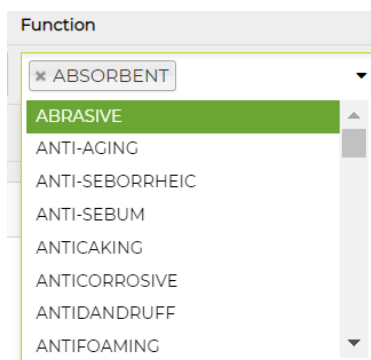 Function
× ABSORBENT
ABRASIVE
ANTI-AGING
ANTI-SEBORRHEIC
ANTI-SEBUM
ANTICAKING
ANTICORROSIVE
ANTIDANDRUFF
ANTIFOAMING